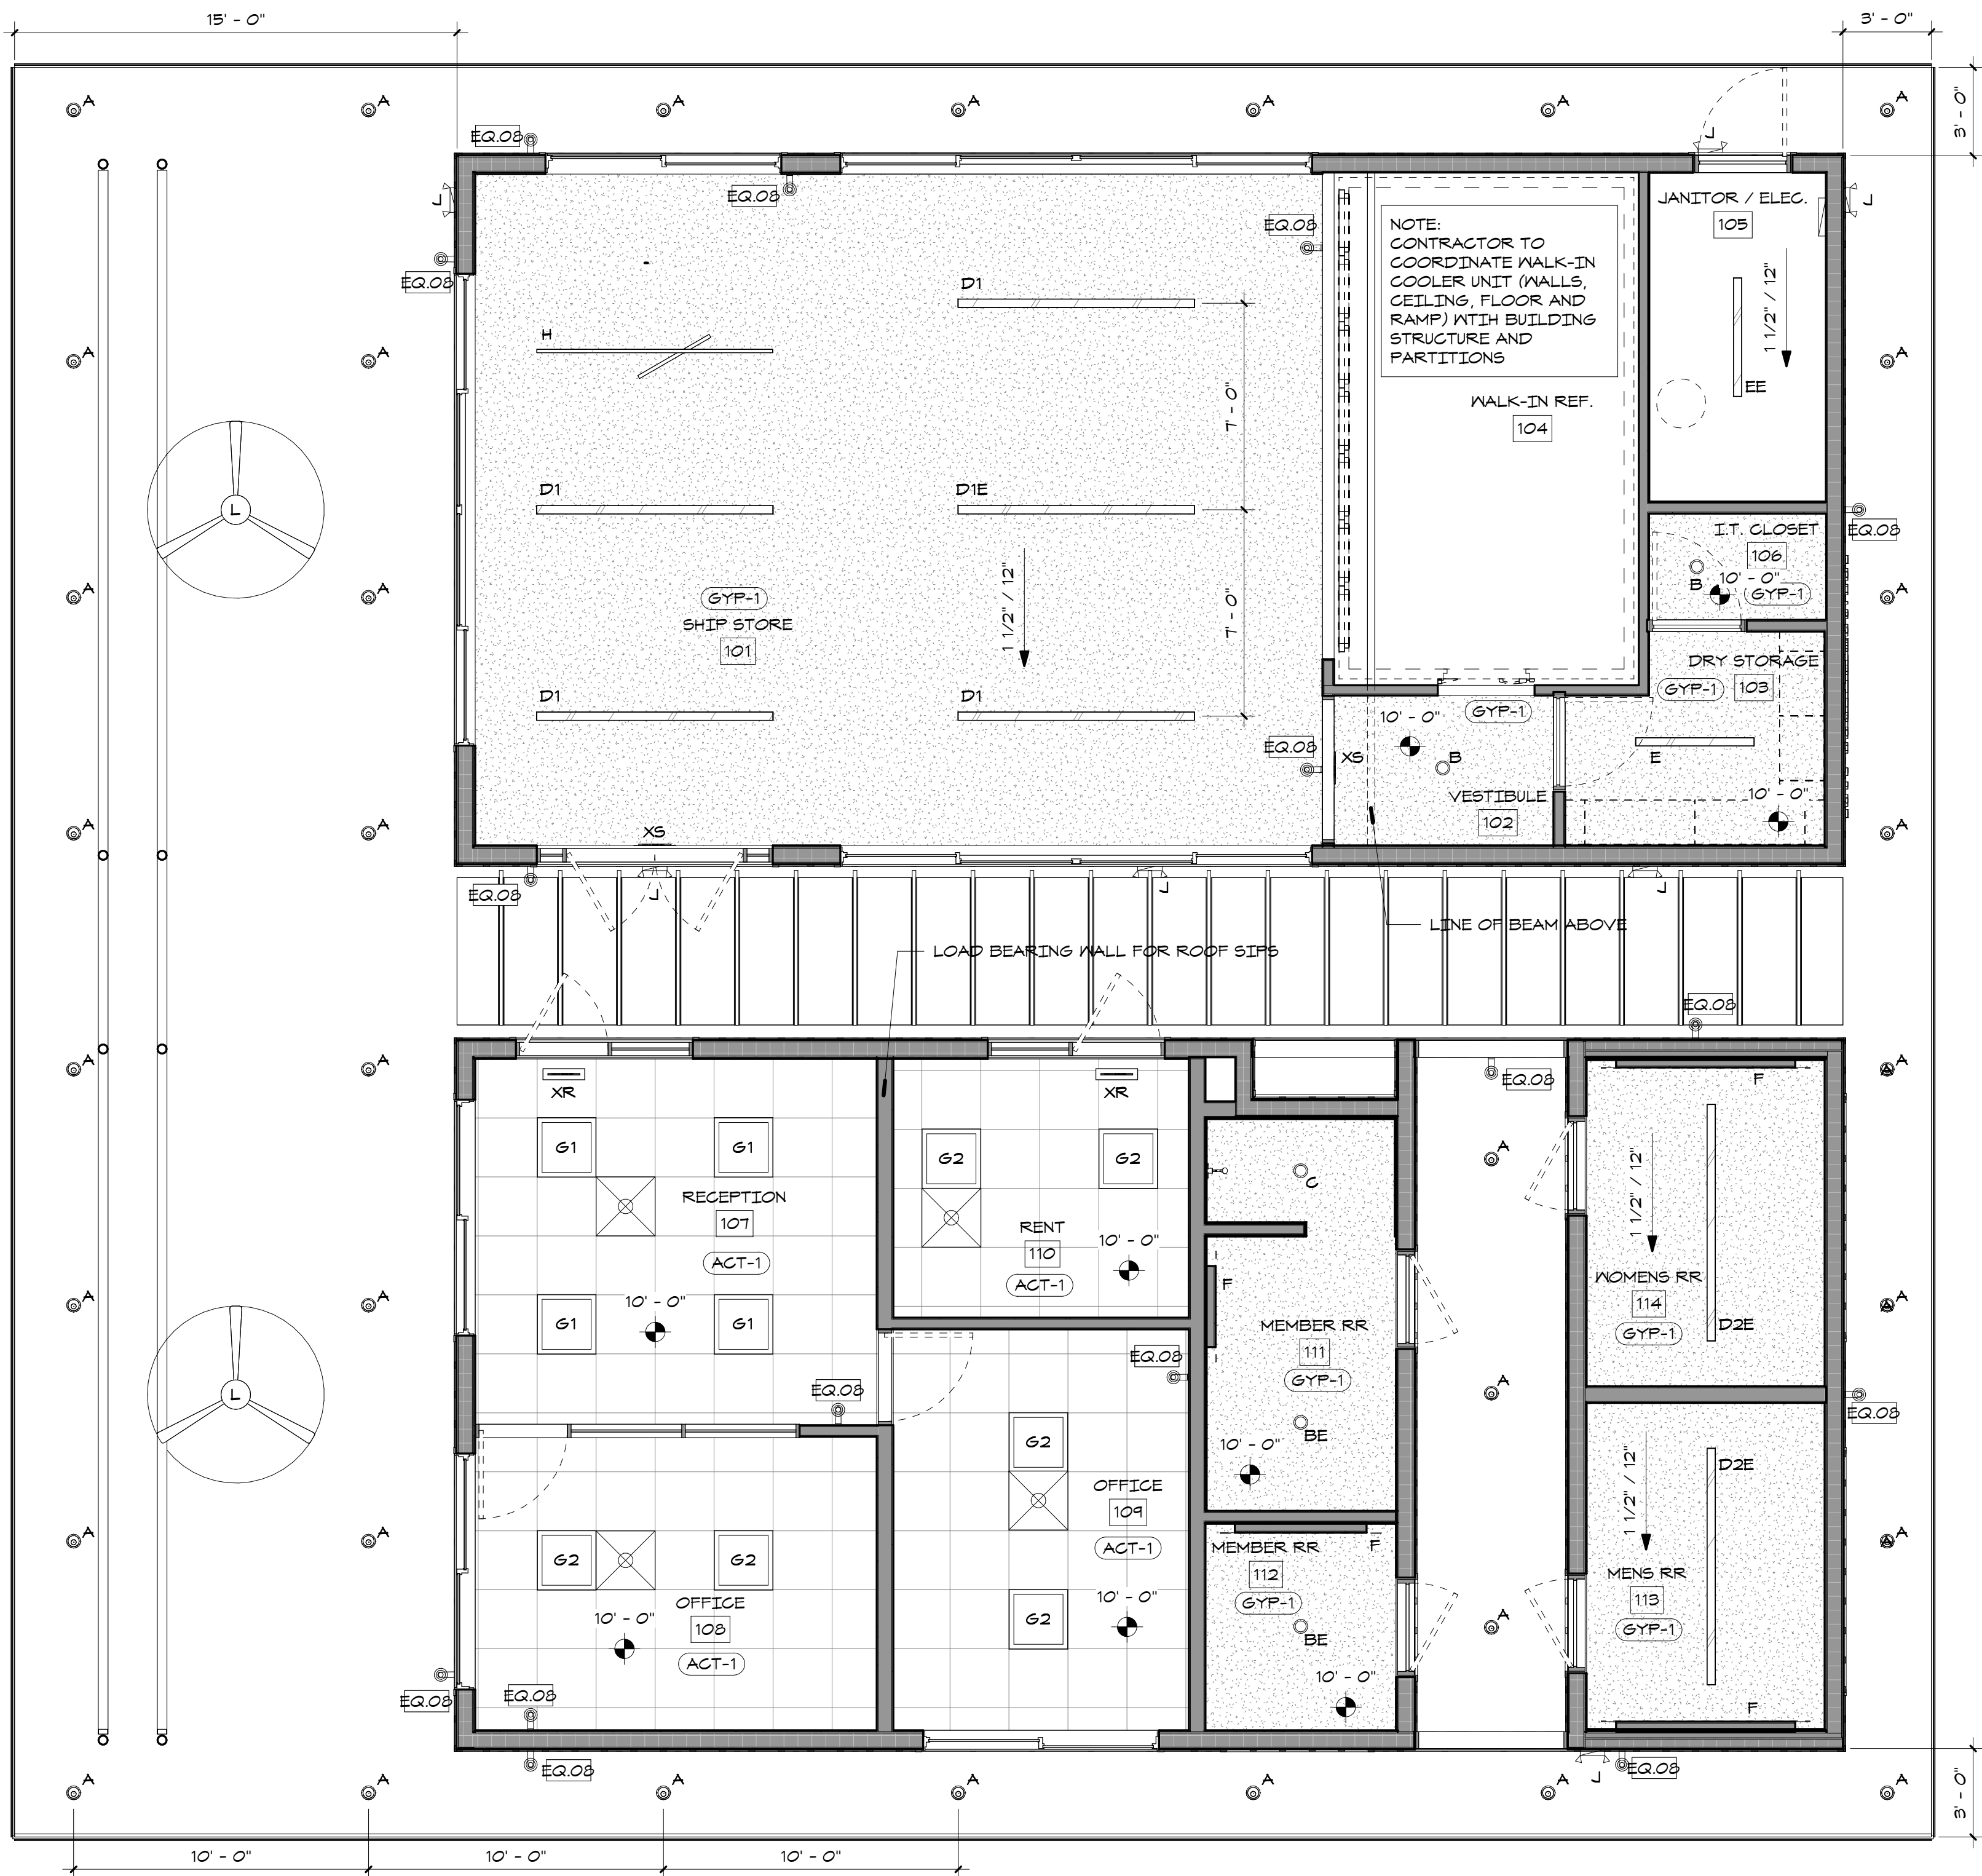 15' - 0"
3' - 0"
A
A
A
A
A
A
A
3' - 0"
EQ.08
EQ.08
L
L
L
JANITOR / ELEC.
105
EQ.08
EQ.08
NOTE:
CONTRACTOR TO
COORDINATE WALK-IN
COOLER UNIT (WALLS,
CEILING, FLOOR AND
RAMP) WTIH BUILDING
STRUCTURE AND
PARTITIONS
D1
H
1 1/2" / 12"
A
A
A
EE
7' - 0"
WALK-IN REF.
104
L
D1
D1E
I.T. CLOSET
106
EQ.08
10' - 0"
B
GYP-1
A
A
A
1 1/2" / 12"
7' - 0"
GYP-1
SHIP STORE
101
DRY STORAGE
GYP-1
103
D1
D1
10' - 0"
GYP-1
EQ.08
XS
B
E
VESTIBULE
102
10' - 0"
A
A
A
XS
EQ.08
L
L
L
LINE OF BEAM ABOVE
LOAD BEARING WALL FOR ROOF SIPS
EQ.08
A
A
A
XR
XR
EQ.08
F
G1
G1
G2
G2
A
C
1 1/2" / 12"
RECEPTION
107
ACT-1
RENT
110
ACT-1
10' - 0"
F
WOMENS RR
114
GYP-1
D2E
A
A
A
10' - 0"
G1
G1
MEMBER RR
111
GYP-1
EQ.08
L
EQ.08
A
EQ.08
BE
10' - 0"
G2
1 1/2" / 12"
D2E
OFFICE
109
ACT-1
A
A
A
G2
G2
MEMBER RR
112
GYP-1
F
MENS RR
113
GYP-1
OFFICE
108
ACT-1
10' - 0"
10' - 0"
G2
BE
A
10' - 0"
EQ.08
EQ.08
F
EQ.08
EQ.08
L
A
A
A
A
A
A
A
3' - 0"
10' - 0"
10' - 0"
10' - 0"